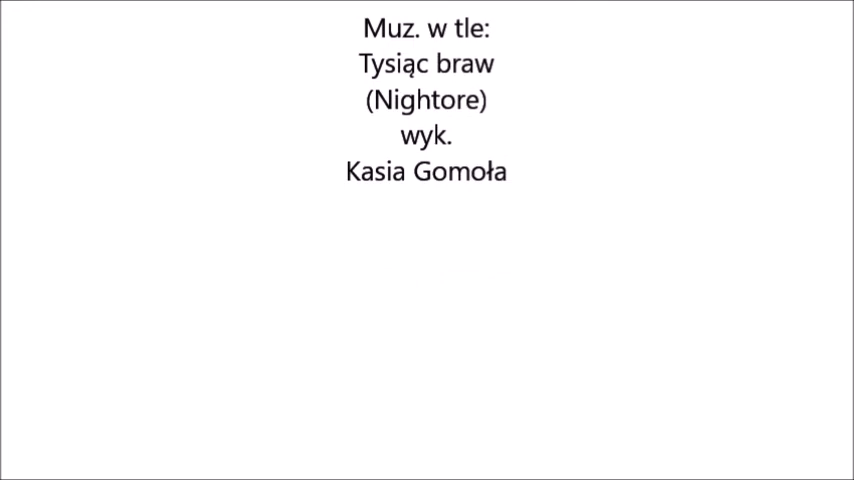 Muz. w tle:
Tysiąc braw
(Nightore)
wyk.
Kasia Gomoła